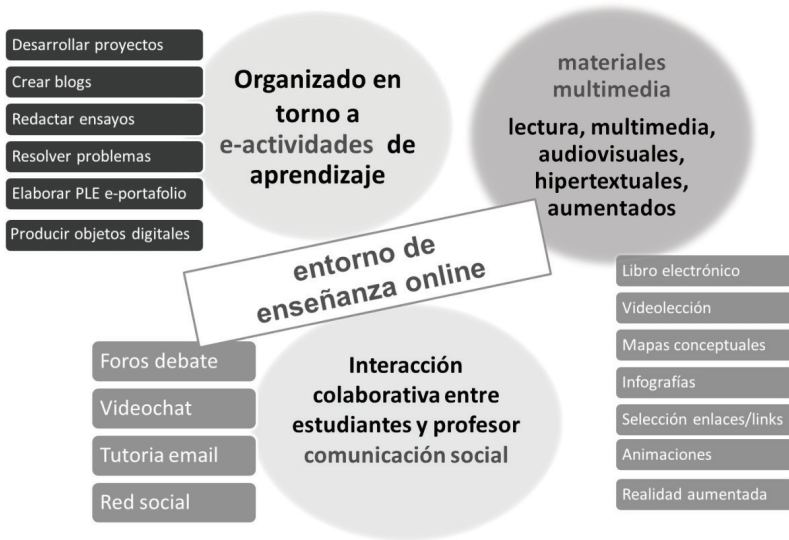 Desarrollar proyectos
Crear blogs
Redactar ensayos
Resolver problemas
Elaborar PLE e-portafolio
Producir objetos digitales
Organizado en
torno a
e-actividades de
aprendizaje
materiales
multimedia
lectura, multimedia,
audiovisuales,
hipertextuales,
aumentados
entorno de
enseñanza online
Libro electrónico
Videolección
Mapas conceptuales
Infografías
Selección enlaces/links
Animaciones
Realidad aumentada
Foros debate
Videochat
Tutoria email
Red social
Interacción
colaborativa entre
estudiantes y profesor
comunicación social